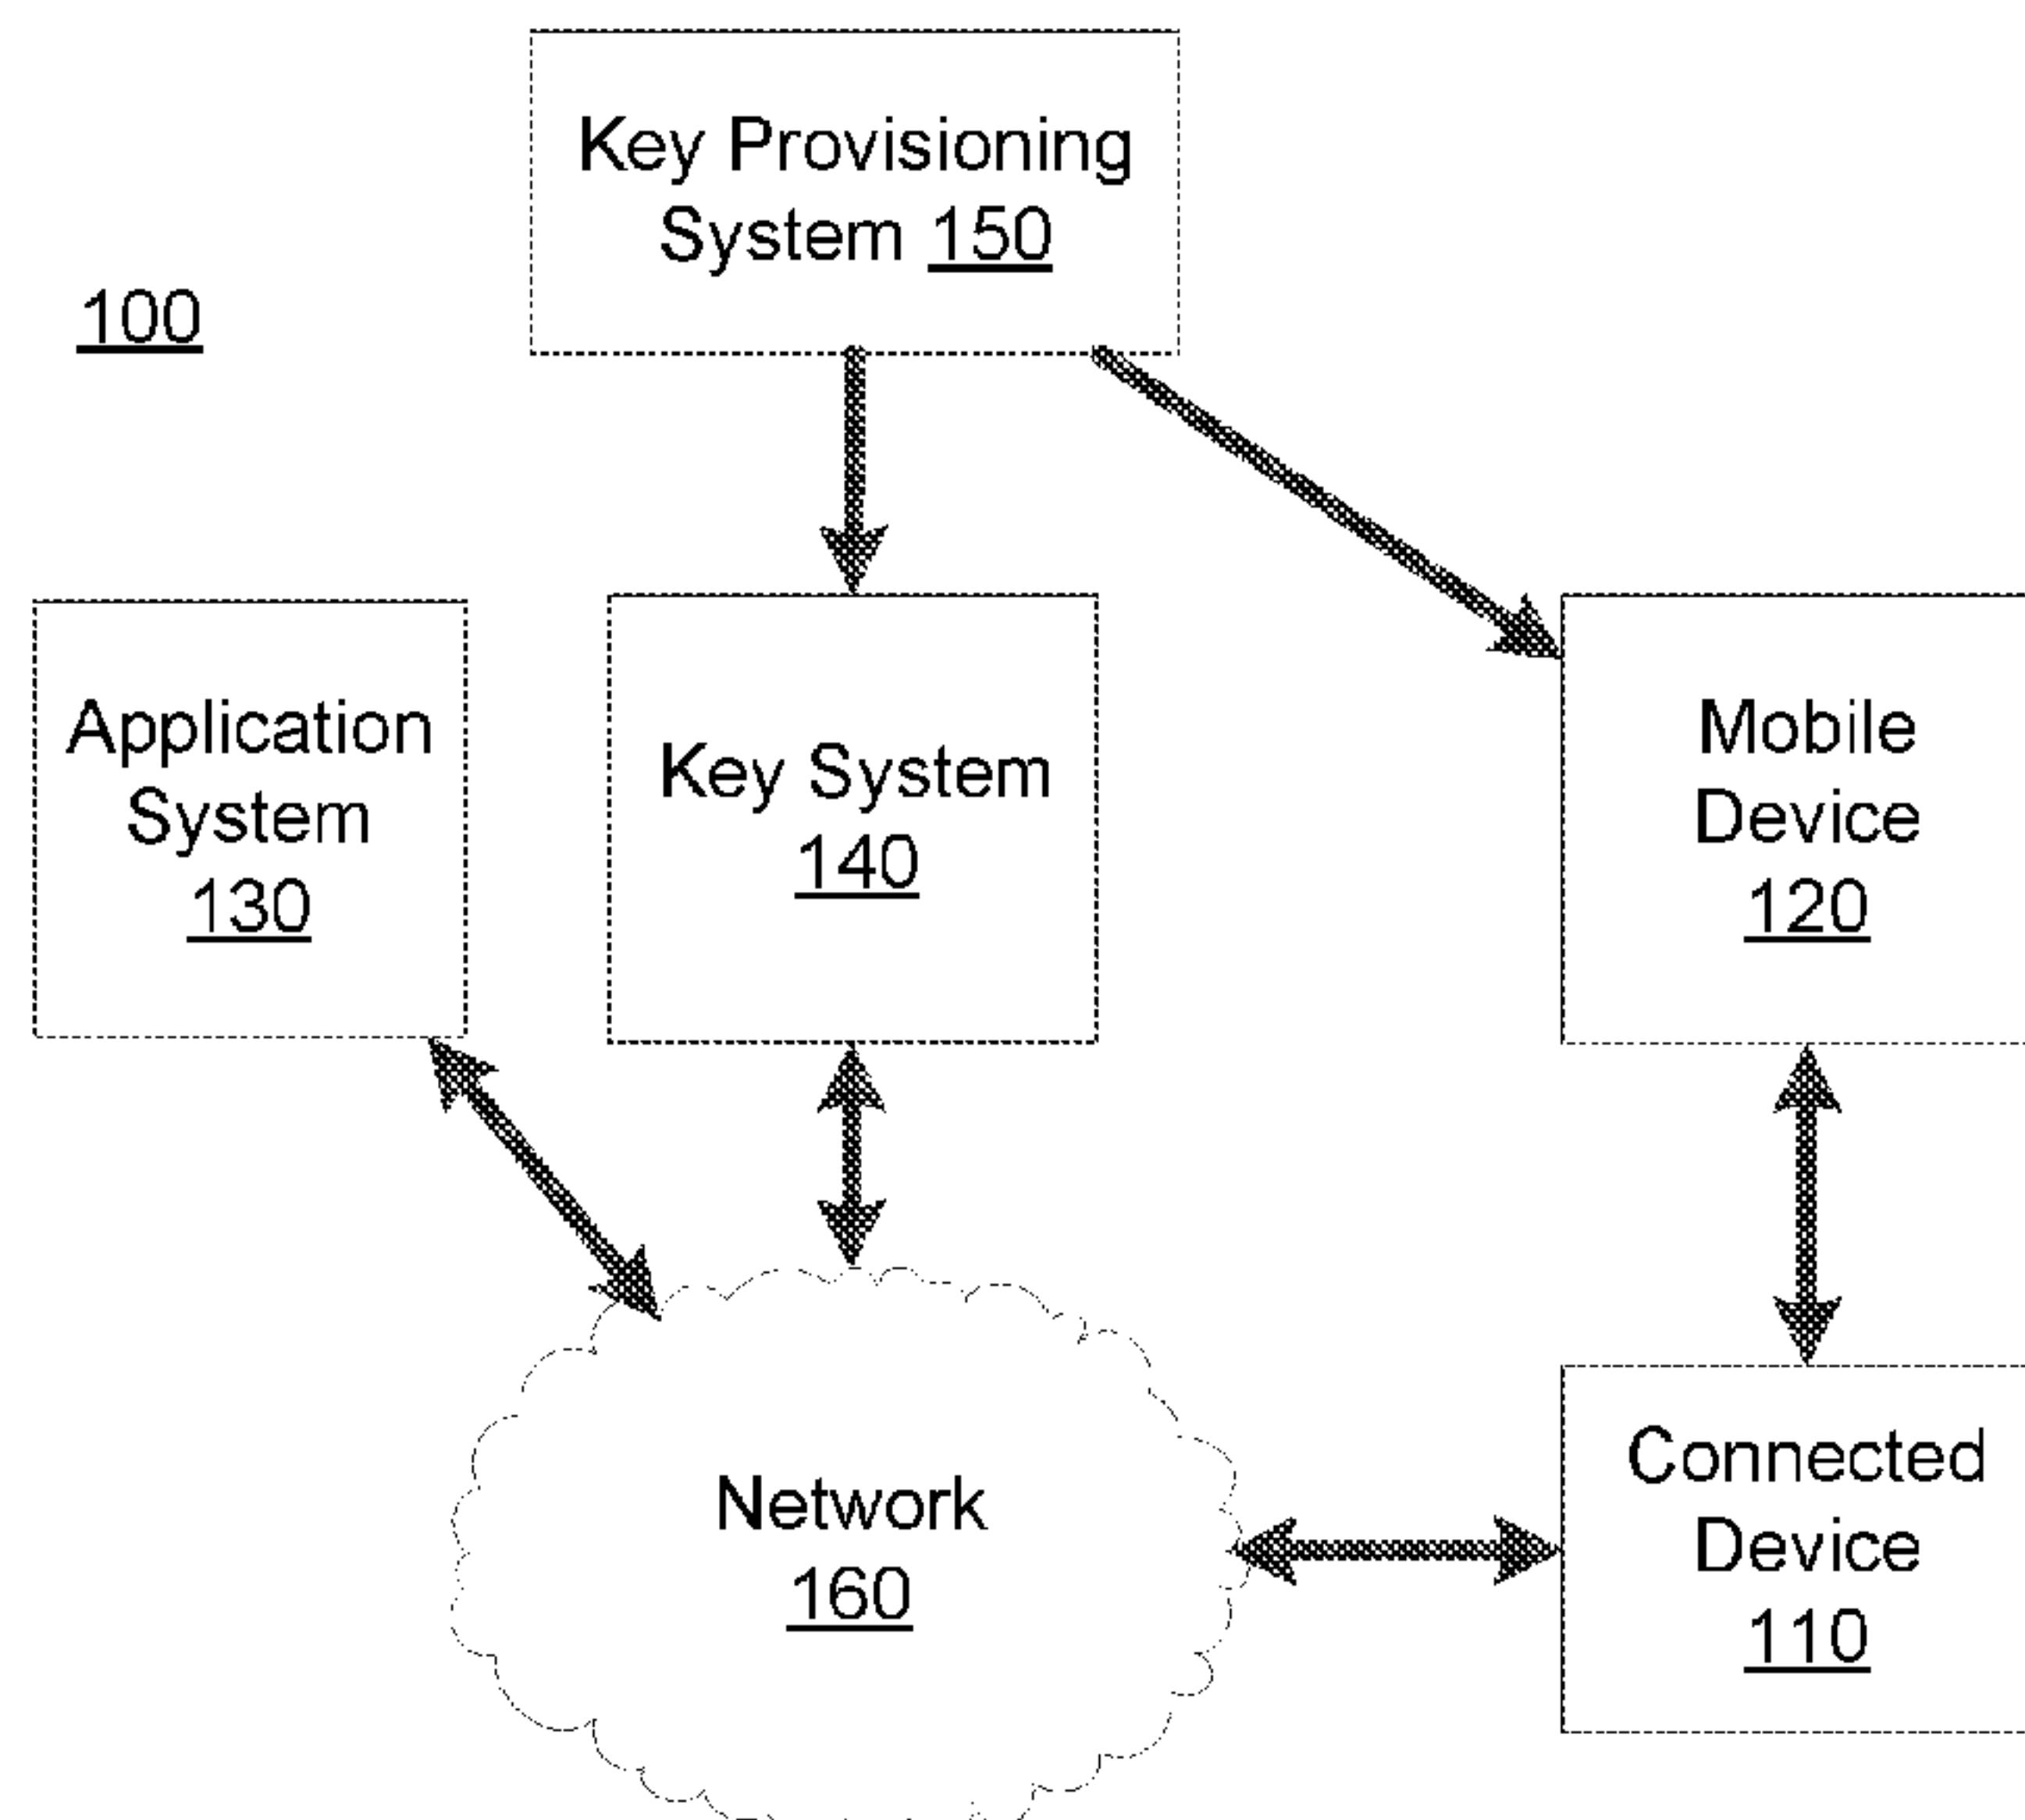 Key Provisioning
System 150
100
Application
System
130
Key System
140
Mobile
Device
120
Network
160
Connected
Device
110